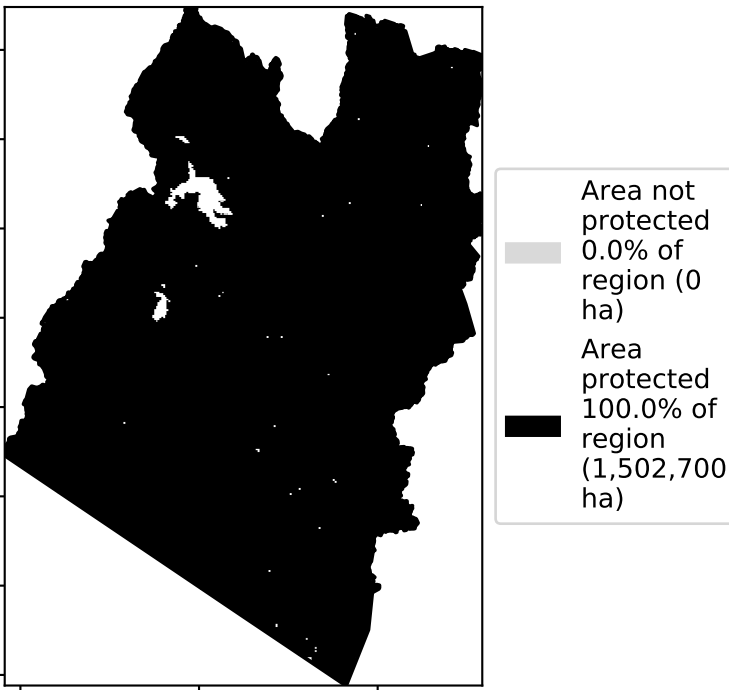 Area not
protected
0.0% of
region (0
ha)
Area
protected
100.0% of
region
(1,502,700
ha)